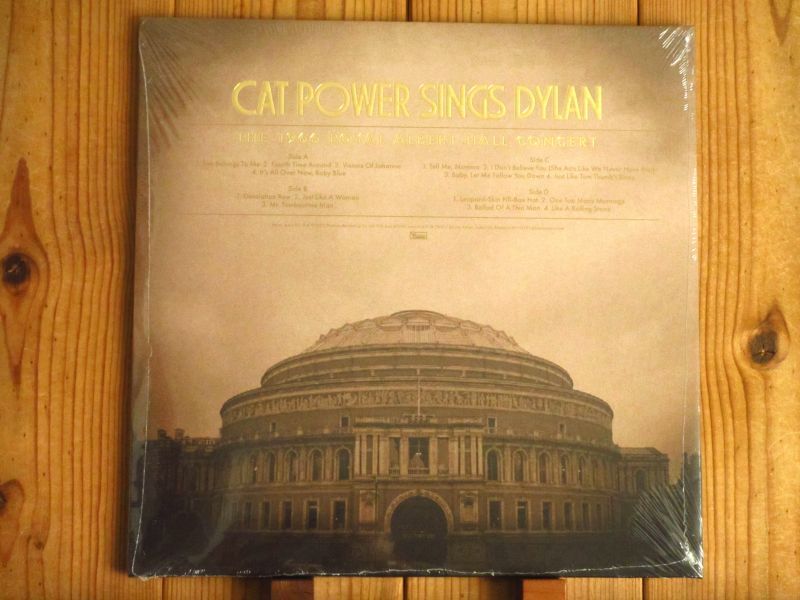 CAT POWER SINGS DYLAN
THE 1966 ROYAL ALBERT HALL CONCERT
Side A
1. She Belongs To Me 2. Fourth Time Around 3. Visions Of Johanna
4. It's All Over Now, Baby Blue
Side B
1. Desolation Row 2. Just Like A Woman
3. Mr. Tambourine Man
Side C
1. Tell Me, Momma 2. I Don't Believe You (She Acts Like We Never Have Met)
3. Baby, Let Me Follow You Down 4. Just Like Tom Thumb's Blues
Side D
1. Leopard-Skin Pill-Box Hat 2. One Too Many Mornings
3. Ballad Of A Thin Man 4. Like A Rolling Stone